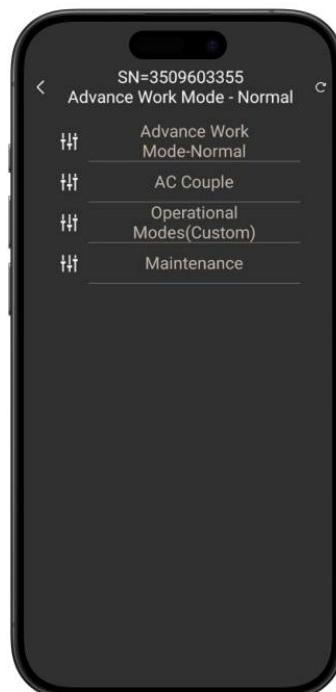 SN=3509603355
Advance Work Mode - Normal
Advance Work
Mode-Normal
AC Couple
Operational
Modes(Custom)
Maintenance